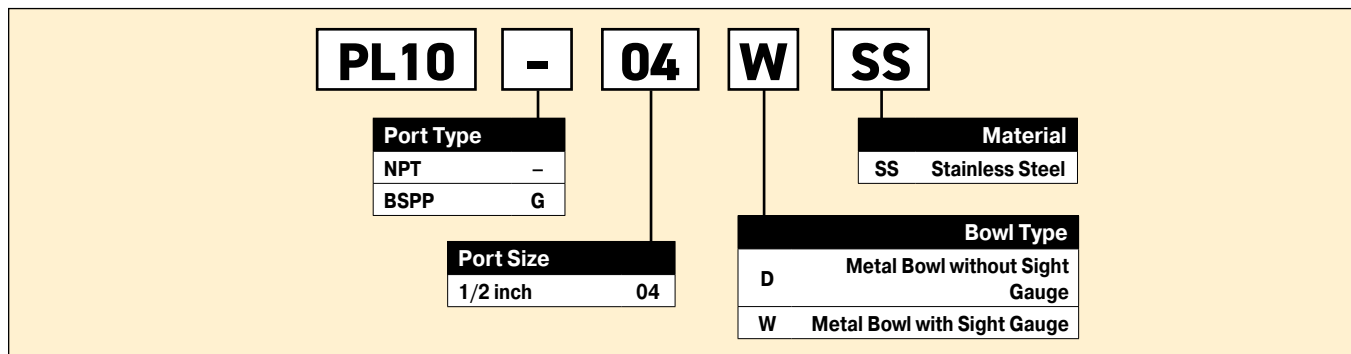 PL10 - 04 W SS
Port Type
NPT –
BSPP G
Material
SS Stainless Steel
Port Size
1/2 inch 04
Bowl Type
D Metal Bowl without Sight
Gauge
W Metal Bowl with Sight Gauge